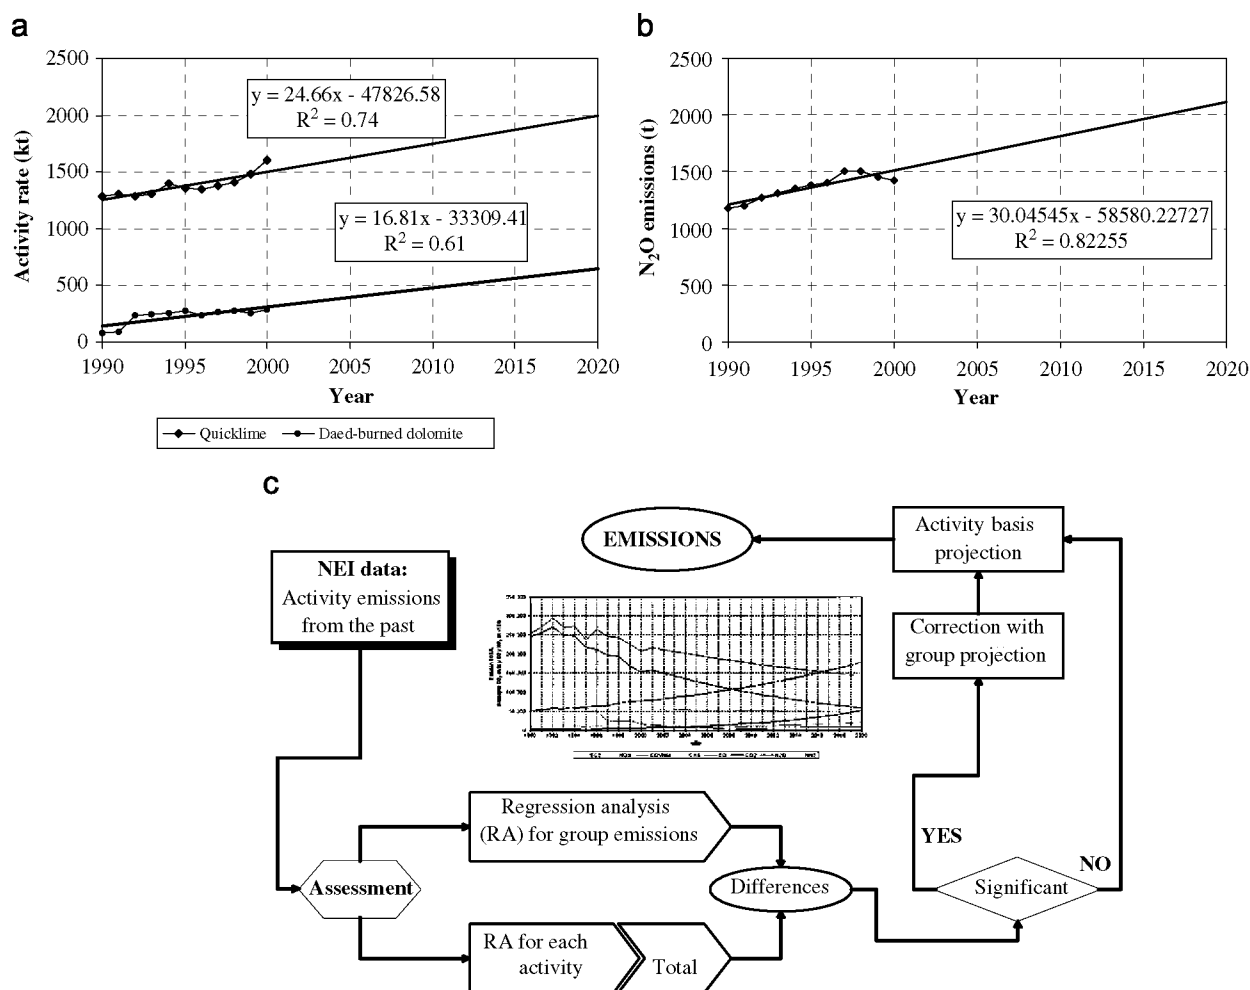 a
2500
2000
1500
1000
500
0
Activity rate (kt)
y = 24.66x - 47826.58
R² = 0.74
y = 16.81x - 33309.41
R² = 0.61
1990 1995 2000 2005 2010 2015 2020
Year
Quicklime Daed-burned dolomite
b
2500
2000
1500
1000
500
0
N₂O emissions (t)
y = 30.04545x - 58580.22727
R² = 0.82255
1990 1995 2000 2005 2010 2015 2020
Year
c
NEI data:
Activity emissions
from the past
EMISSIONS
Activity basis
projection
Correction with
group projection
Regression analysis
(RA) for group emissions
YES
NO
Assessment
Differences
Significant
RA for each
activity
Total